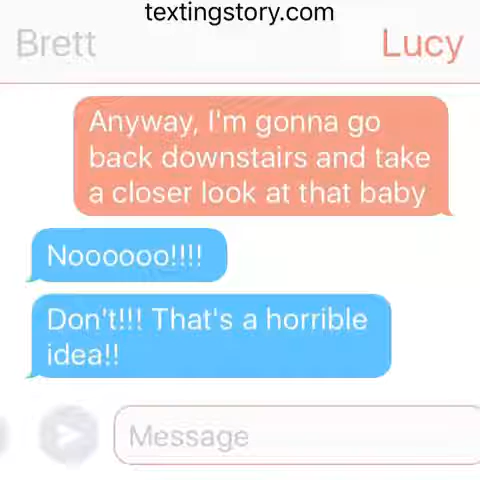 textingstory.com
Brett
Lucy
Anyway, I'm gonna go
back downstairs and take
a closer look at that baby
Noooooo!!!!
Don't!!! That's a horrible
idea!!
Message